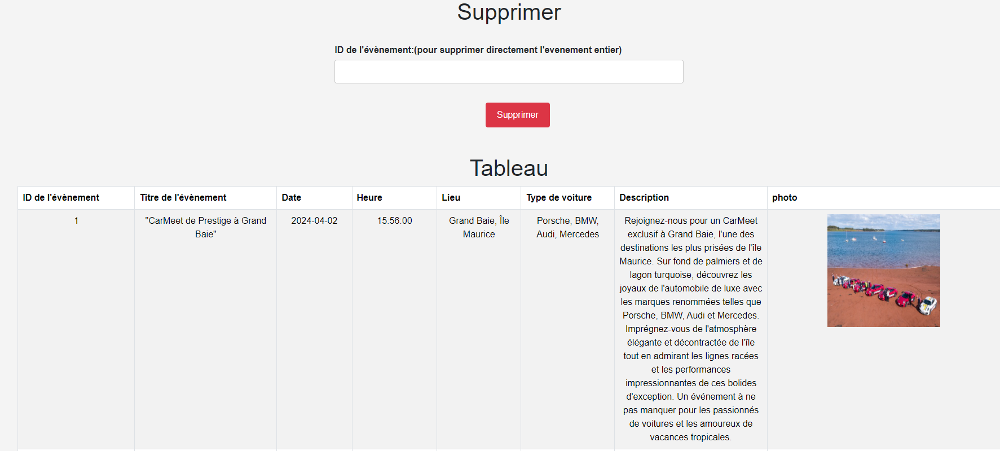 Supprimer
ID de l'évènement:(pour supprimer directement l'evenement entier)
Supprimer
Tableau
ID de l'évènement Titre de l'évènement Date Heure Lieu Type de voiture Description photo
1
"CarMeet de Prestige à Grand
Baie"
2024-04-02
15:56:00
Grand Baie, Île
Maurice
Porsche, BMW,
Audi, Mercedes
Rejoignez-nous pour un CarMeet
exclusif à Grand Baie, l'une des
destinations les plus prisées de l'île
Maurice. Sur fond de palmiers et de
lagon turquoise, découvrez les
joyaux de l'automobile de luxe avec
les marques renommées telles que
Porsche, BMW, Audi et Mercedes.
Imprégnez-vous de l'atmosphère
élégante et décontractée de l'île
tout en admirant les lignes racées
et les performances
impressionnantes de ces bolides
d'exception. Un événement à ne
pas manquer pour les passionnés
de voitures et les amoureux de
vacances tropicales.